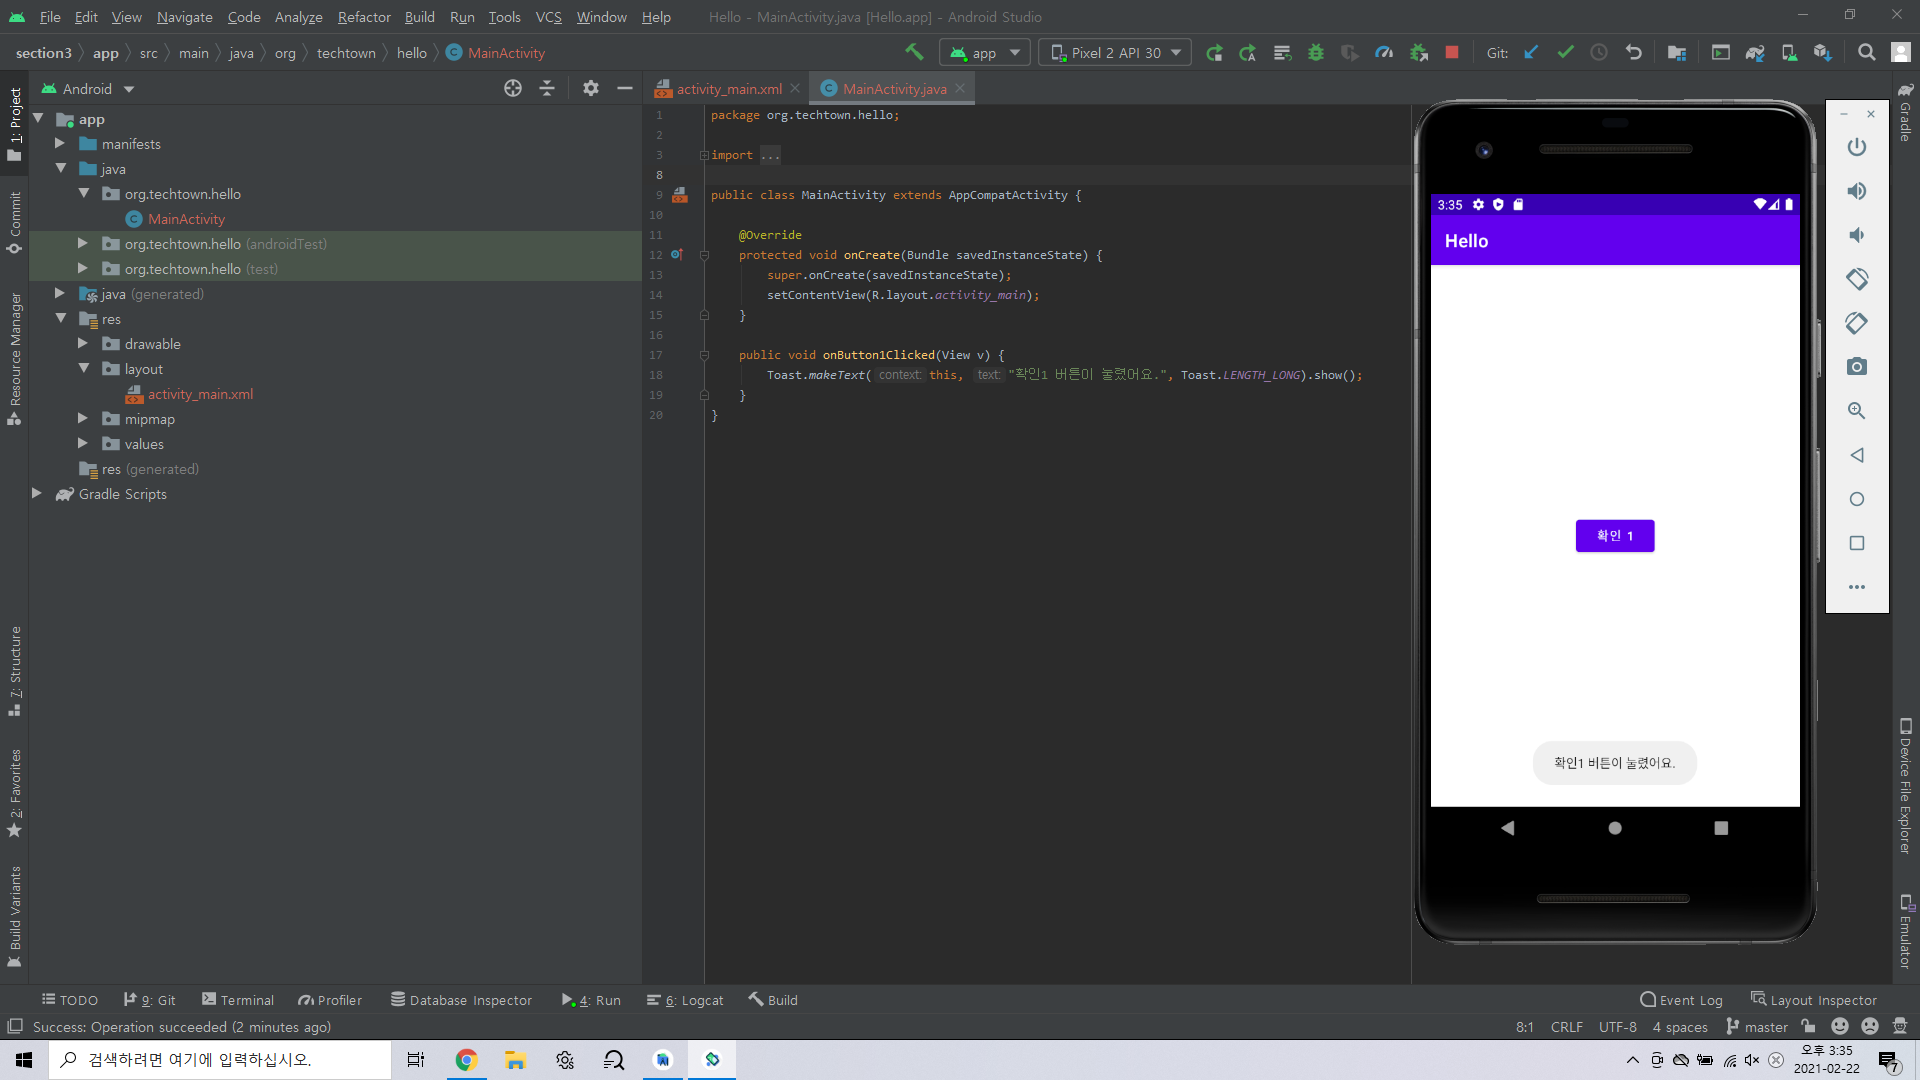 File Edit View Navigate Code Analyze Refactor Build Run Tools VCS Window Help Hello - MainActivity.java [Hello.app] - Android Studio
section3 app src main java org techtown hello MainActivity
app Pixel 2 API 30 Git:
1: Project
Commit
Resource Manager
7: Structure
2: Favorites
Build Variants
Android
app
manifests
java
org.techtown.hello
MainActivity
org.techtown.hello (androidTest)
org.techtown.hello (test)
java (generated)
res
drawable
layout
activity_main.xml
mipmap
values
res (generated)
Gradle Scripts
activity_main.xml MainActivity.java
1 package org.techtown.hello;
2
3 import ...
8
9 public class MainActivity extends AppCompatActivity {
10
11 @Override
12 protected void onCreate(Bundle savedInstanceState) {
13 super.onCreate(savedInstanceState);
14 setContentView(R.layout.activity_main);
15 }
16
17 public void onButton1Clicked(View v) {
18 Toast.makeText( context: this, text: "확인1 버튼이 눌렸어요.", Toast.LENGTH_LONG).show();
19 }
20 }
3:35
Hello
확인 1
확인1 버튼이 눌렸어요.
Gradle
Device File Explorer
Emulator
TODO 9: Git Terminal Profiler Database Inspector 4: Run 6: Logcat Build Event Log Layout Inspector
Success: Operation succeeded (2 minutes ago) 8:1 CRLF UTF-8 4 spaces master
검색하려면 여기에 입력하십시오.
오후 3:35
2021-02-22
7